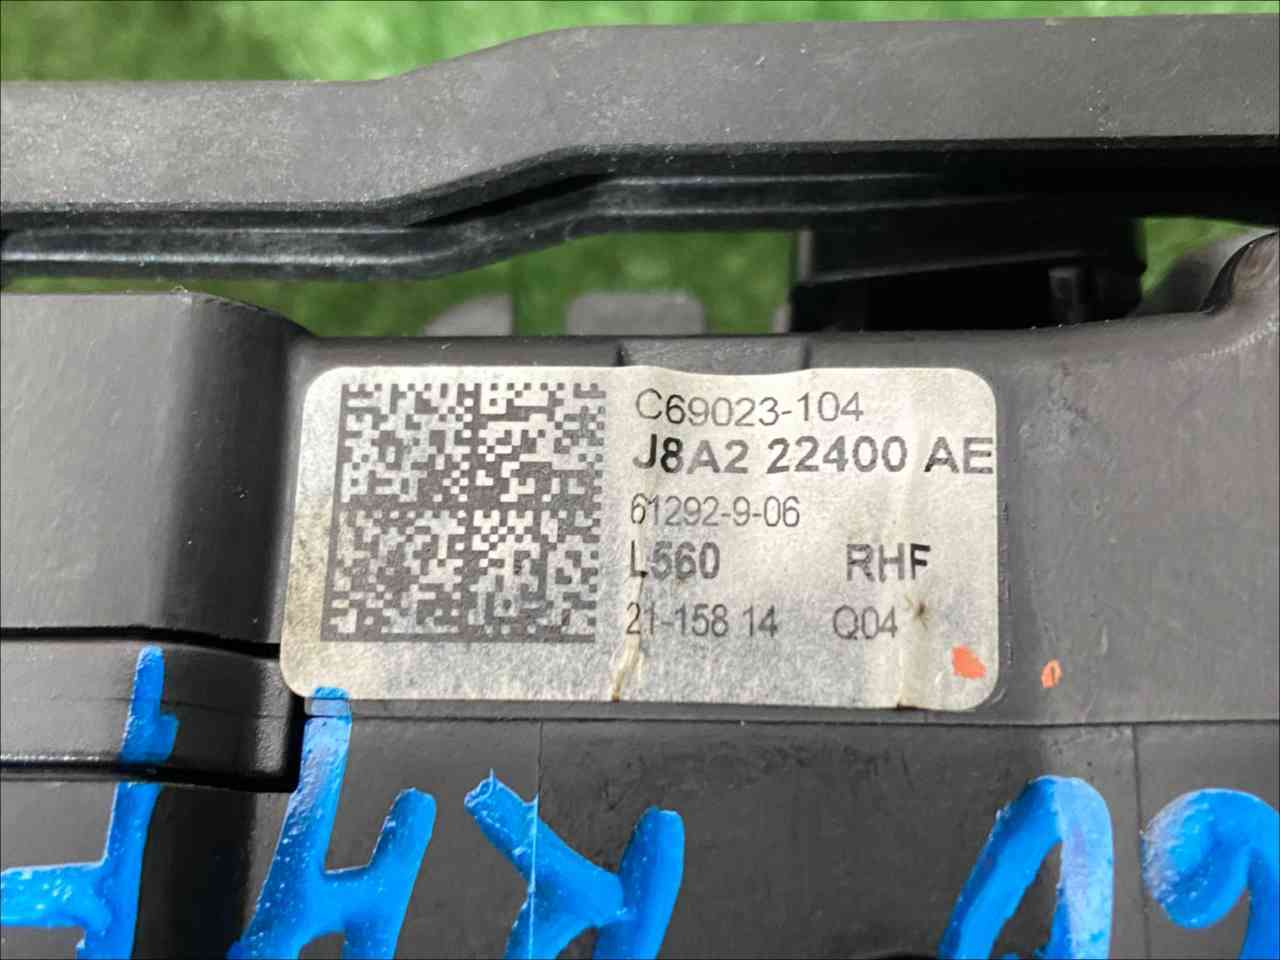 C69023-104
J8A2 22400 AE
61292-9-06
L560 RHF
21-158 14 Q04